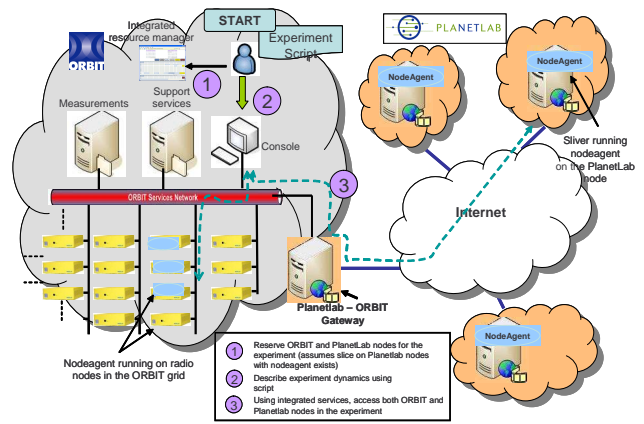 Integrated
resource manager
START
Experiment
Script
ORBIT
PLANETLAB
1
2
Measurements
Support
services
Console
NodeAgent
NodeAgent
Sliver running
nodeagent
on the PlanetLab
node
3
ORBIT Services Network
Internet
Planetlab – ORBIT
Gateway
NodeAgent
Nodeagent running on radio
nodes in the ORBIT grid
1
Reserve ORBIT and PlanetLab nodes for the
experiment (assumes slice on Planetlab nodes
with nodeagent exists)
2
Describe experiment dynamics using
script
3
Using integrated services, access both ORBIT and
Planetlab nodes in the experiment